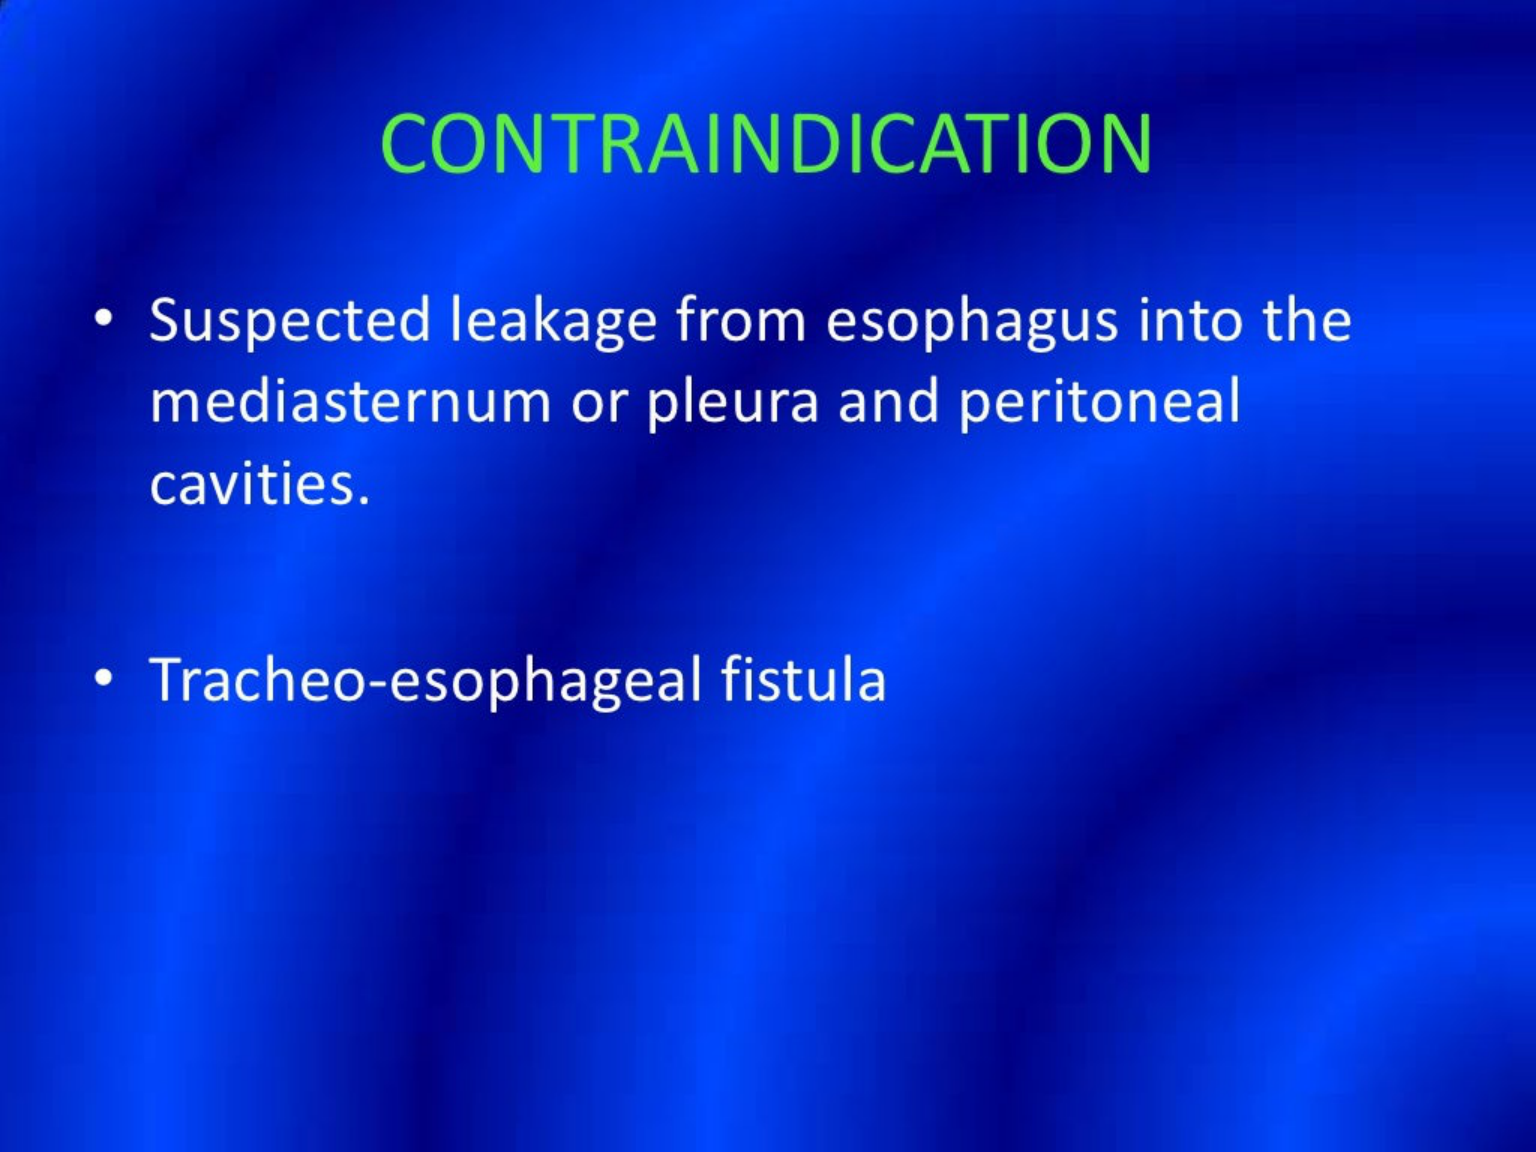 CONTRAINDICATION
• Suspected leakage from esophagus into the
mediasternum or pleura and peritoneal
cavities.
• Tracheo-esophageal fistula